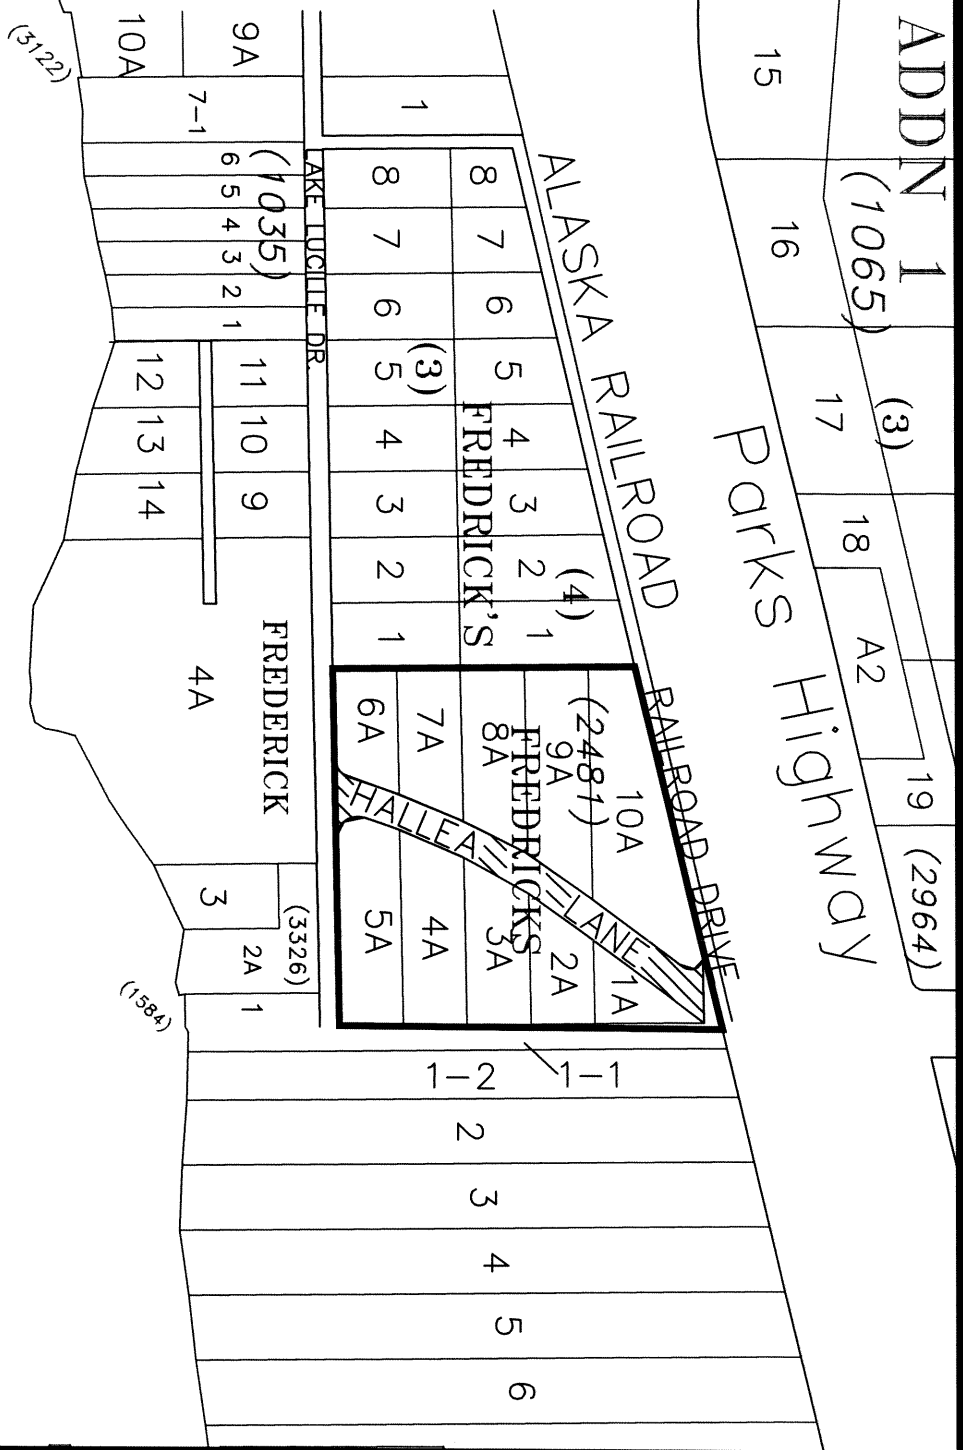 ADDN 1
(1065)
15
16
17
(3)
18
A2
19
(2964)
Parks Highway
ALASKA RAILROAD
RAILROAD DRIVE
1
8
7
6
5
4
3
2
1
(4)
FREDRICK'S
8
7
6
5
4
3
2
1
(3)
LAKE LUCILLE DR
10A
9A
(2481)
8A
7A
6A
FREDRICKS
HALLEA LANE
1A
2A
3A
4A
5A
9A
10A
(3122)
7-1
(1035)
6
5
4
3
2
1
11
10
9
12
13
14
FREDERICK
4A
3
(3326)
2A
1
(1584)
1-1
1-2
2
3
4
5
6